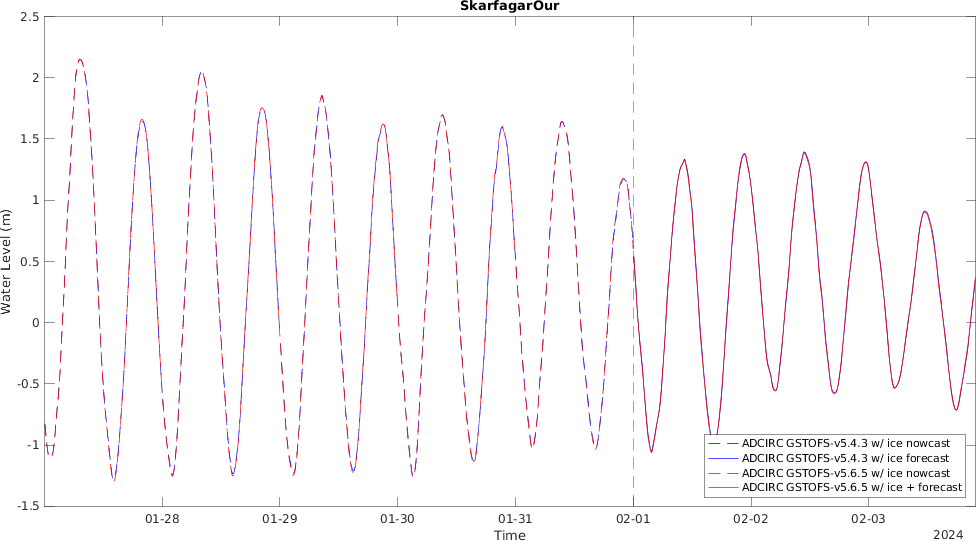 SkarfagarOur
2.5
2
1.5
1
0.5
0
-0.5
-1
-1.5
Water Level (m)
ADCIRC GSTOFS-v5.4.3 w/ ice nowcast
ADCIRC GSTOFS-v5.4.3 w/ ice forecast
ADCIRC GSTOFS-v5.6.5 w/ ice nowcast
ADCIRC GSTOFS-v5.6.5 w/ ice + forecast
01-28
01-29
01-30
01-31
02-01
02-02
02-03
Time
2024